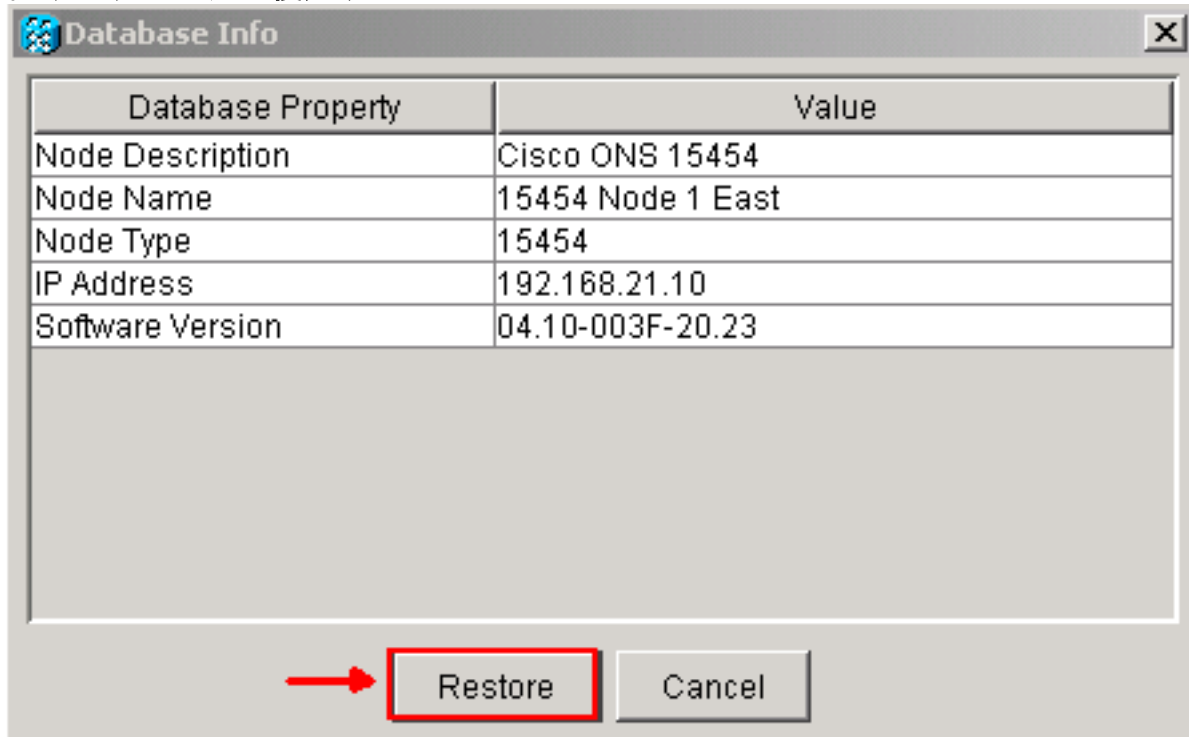 Database Info
Database Property Value
Node Description Cisco ONS 15454
Node Name 15454 Node 1 East
Node Type 15454
IP Address 192.168.21.10
Software Version 04.10-003F-20.23
Restore Cancel